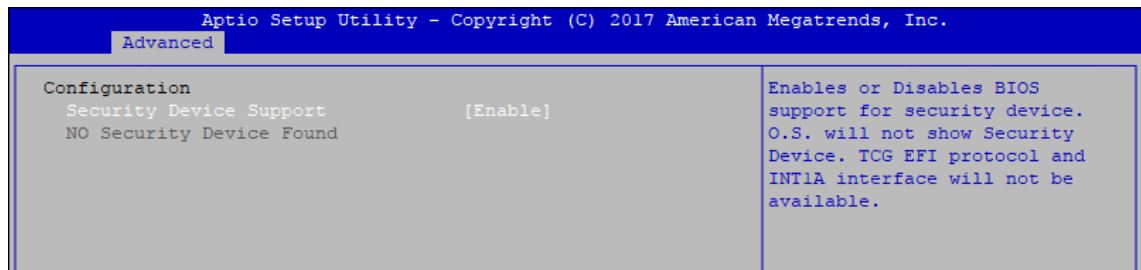 Aptio Setup Utility - Copyright (C) 2017 American Megatrends, Inc.
Advanced
Configuration
Security Device Support [Enable]
NO Security Device Found
Enables or Disables BIOS
support for security device.
O.S. will not show Security
Device. TCG EFI protocol and
INT1A interface will not be
available.